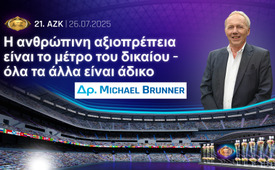 21. AZK | 26.07.2025
Η ανθρώπινη αξιοπρέπεια
είναι το μέτρο του δικαίου -
όλα τα άλλα είναι άδικο
Δρ. MICHAEL BRUNNER